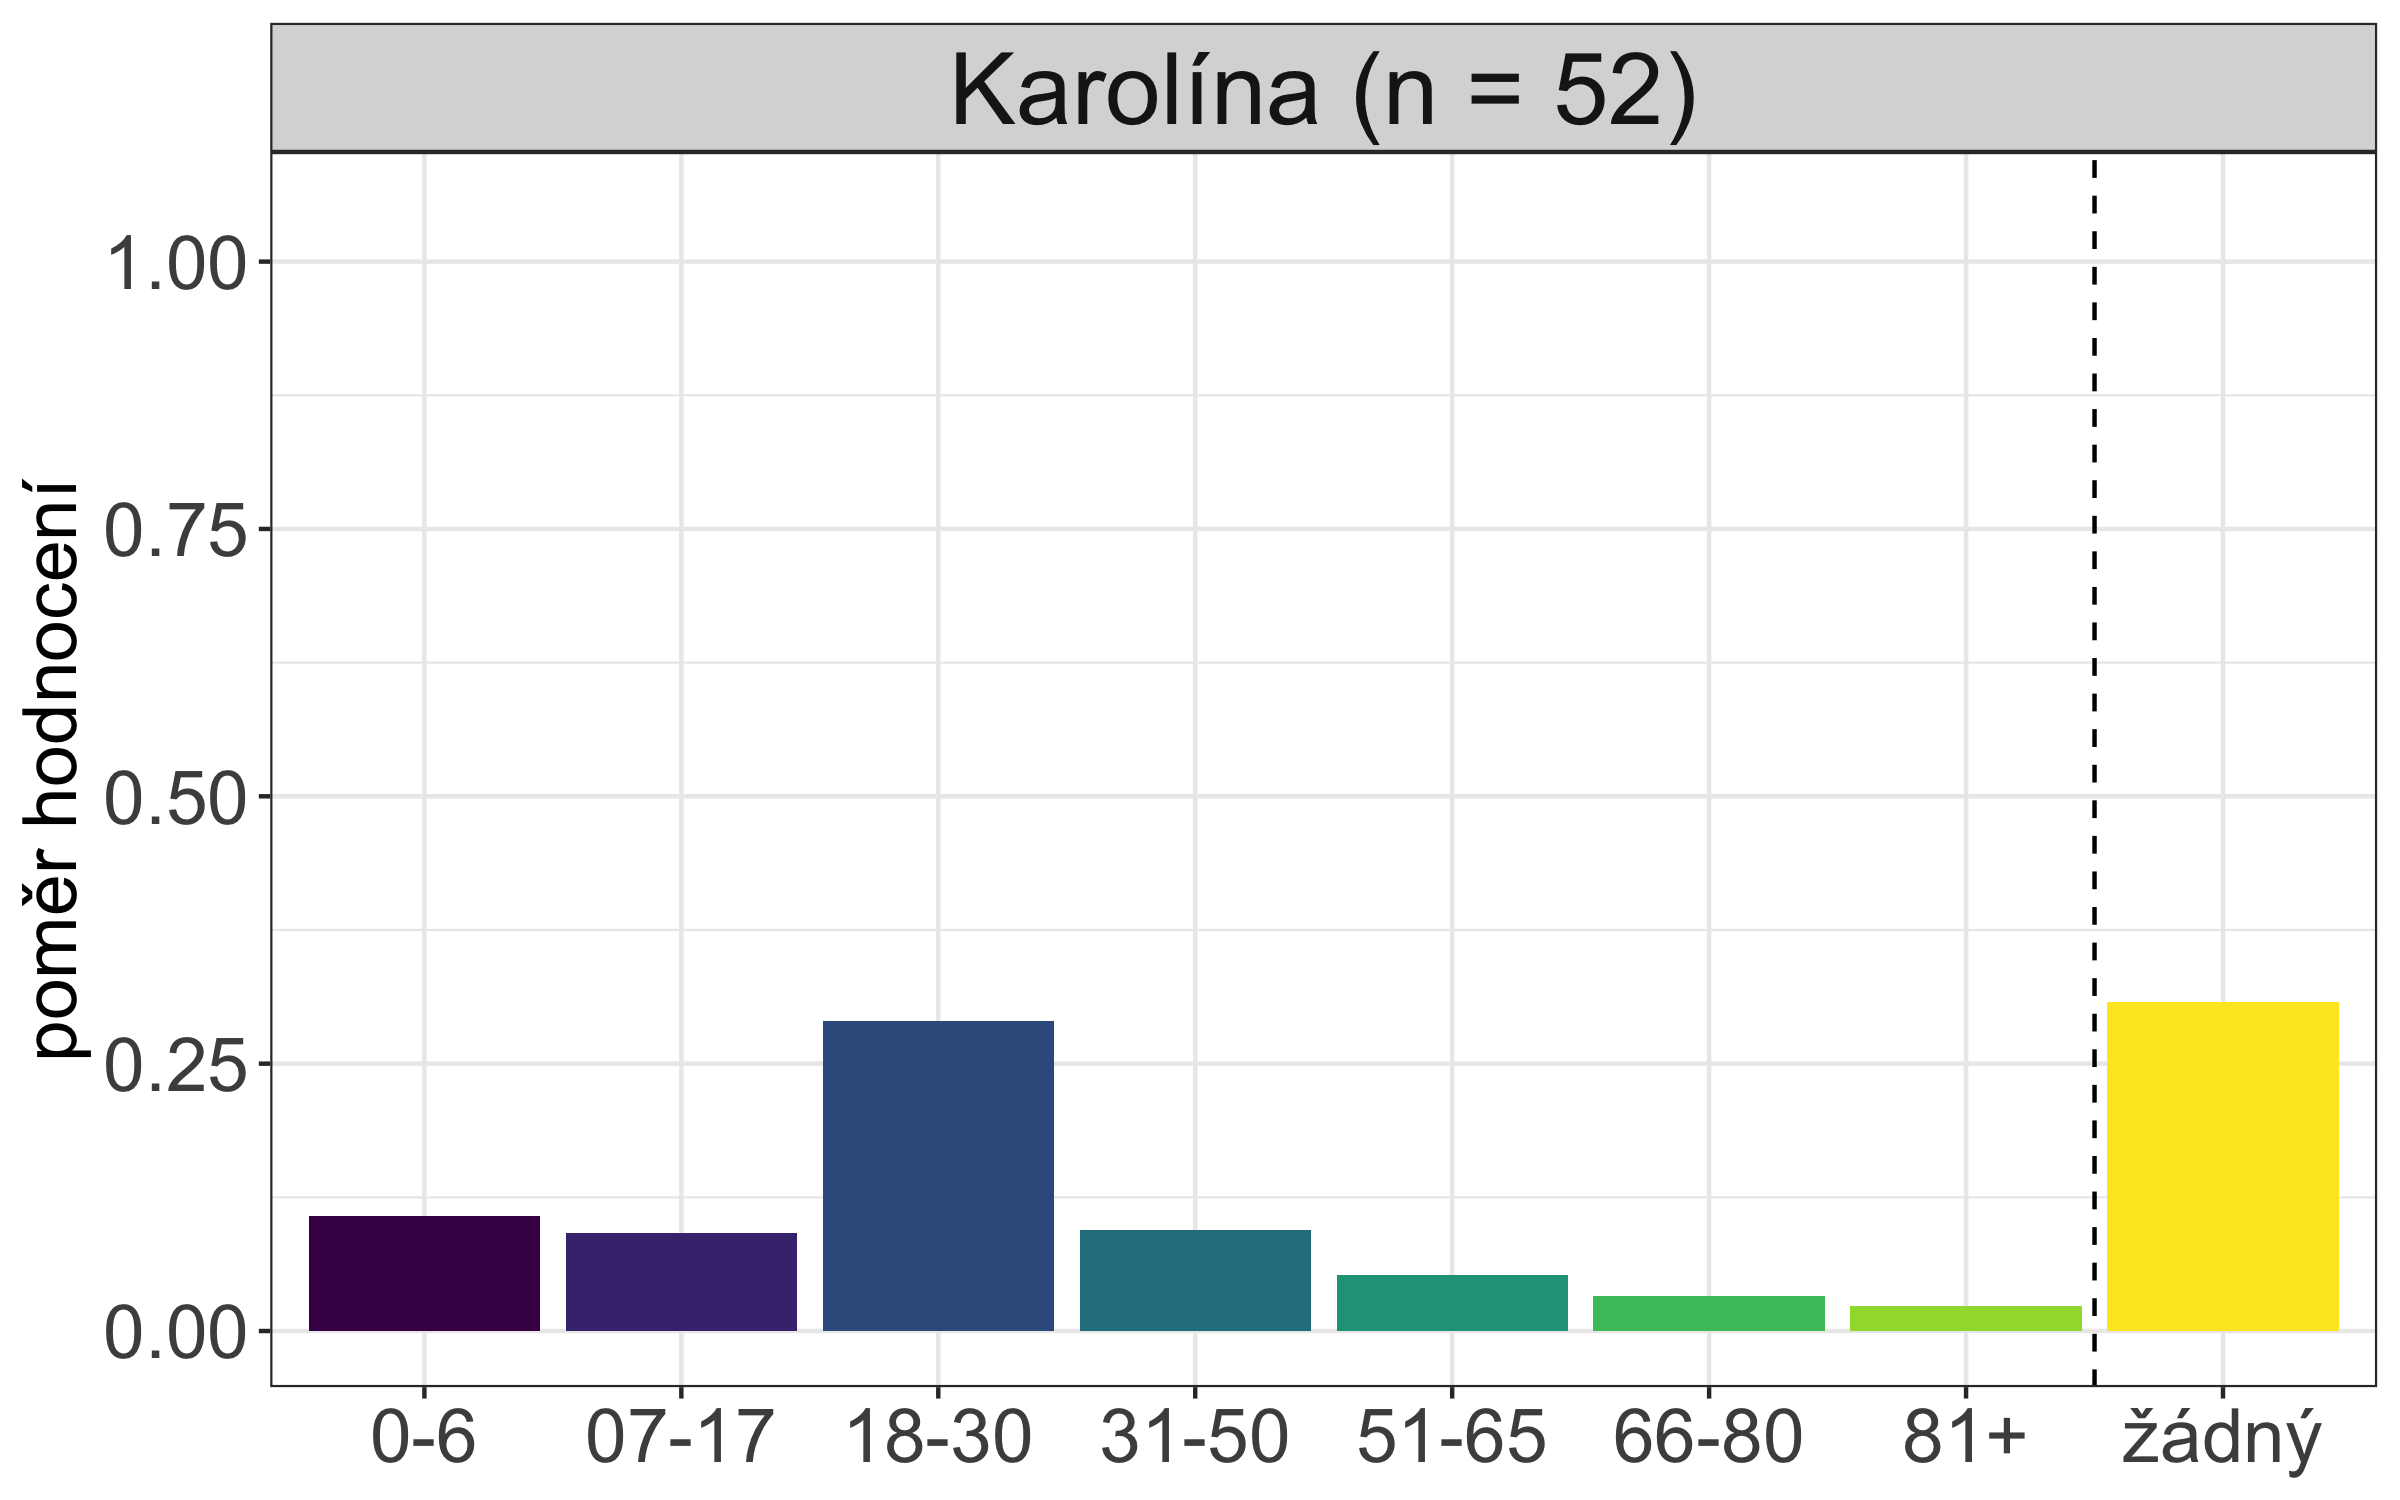 Karolína (n = 52)
poměr hodnocení
1.00
0.75
0.50
0.25
0.00
0-6 07-17 18-30 31-50 51-65 66-80 81+ žádný